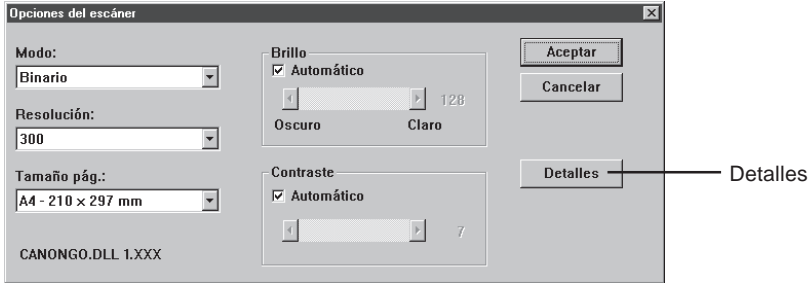 Opciones del escáner
Modo:
Binario
Resolución:
300
Tamaño pág.:
A4 - 210 × 297 mm
CANONGO.DLL 1.XXX
Brillo
Automático
128
Oscuro Claro
Contraste
Automático
7
Aceptar
Cancelar
Detalles
Detalles